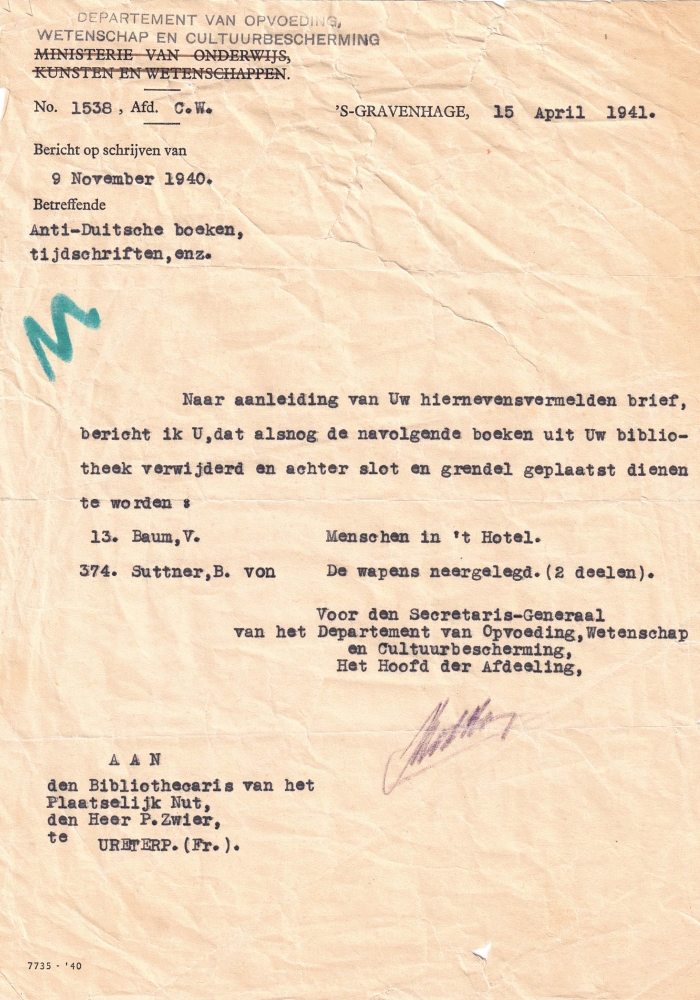 DEPARTEMENT VAN OPVOEDING,
WETENSCHAP EN CULTUURBESCHERMING
MINISTERIE VAN ONDERWIJS,
KUNSTEN EN WETENSCHAPPEN.
No. 1538, Afd. C.W. 'S-GRAVENHAGE, 15 April 1941.
Bericht op schrijven van
9 November 1940.
Betreffende
Anti-Duitsche boeken,
tijdschriften,enz.
Naar aanleiding van Uw hiernevensvermelden brief,
bericht ik U,dat alsnog de navolgende boeken uit Uw biblio-
theek verwijderd en achter slot en grendel geplaatst dienen
te worden :
13. Baum,V. Menschen in 't Hotel.
374. Suttner,B. von De wapens neergelegd.(2 deelen).
Voor den Secretaris-Generaal
van het Departement van Opvoeding,Wetenschap
en Cultuurbescherming,
Het Hoofd der Afdeeling,
AAN
den Bibliothecaris van het
Plaatselijk Nut,
den Heer P.Zwier,
te URETERP.(Fr.).
7735 - '40